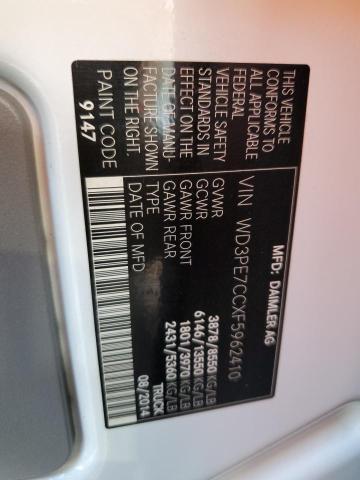 MFD: DAIMLER AG
VIN WD3PE7CCXF5962410
THIS VEHICLE
CONFORMS TO
ALL APPLICABLE
FEDERAL
VEHICLE SAFETY
STANDARDS IN
EFFECT ON THE
DATE OF MANU-
FACTURE SHOWN
ON THE RIGHT.
GVWR 3878/8550 KG/LB
GCWR 6146/13550 KG/LB
GAWR FRONT 1801/3970 KG/LB
GAWR REAR 2431/5360 KG/LB
TYPE TRUCK
DATE OF MFD 08/2014
PAINT CODE
9147